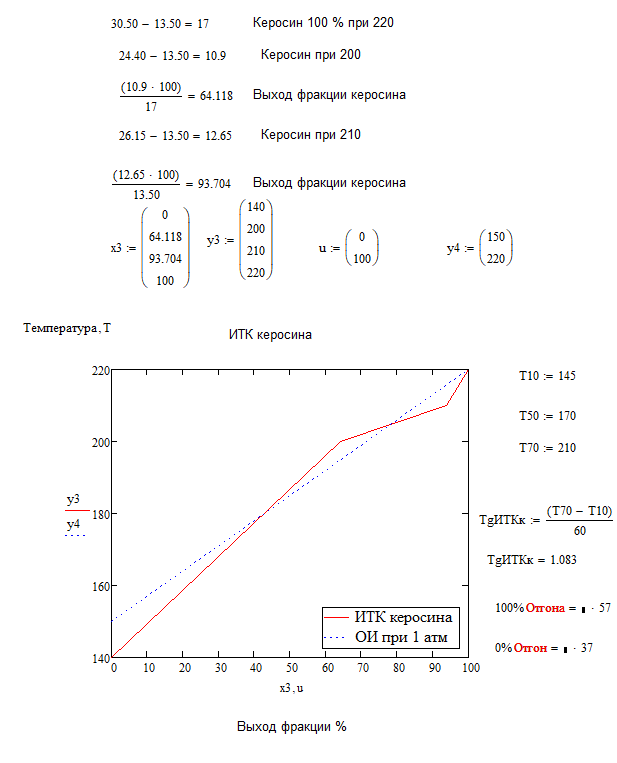 30.50 − 13.50 = 17 Керосин 100 % при 220
24.40 − 13.50 = 10.9 Керосин при 200
(10.9 · 100)
17
= 64.118 Выход фракции керосина
26.15 − 13.50 = 12.65 Керосин при 210
(12.65 · 100)
13.50
= 93.704 Выход фракции керосина
x3 :=
0
64.118
93.704
100
y3 :=
140
200
210
220
u :=
0
100
y4 :=
150
220
Температура, T
ИТК керосина
220
200
180
160
140
y3
y4
ИТК керосина
ОИ при 1 атм
0 10 20 30 40 50 60 70 80 90 100
x3, u
Выход фракции %
T10 := 145
T50 := 170
T70 := 210
TgИТКк :=
(T70 − T10)
60
TgИТКк = 1.083
100%Отгона = ∎ · 57
0%Отгон = ∎ · 37